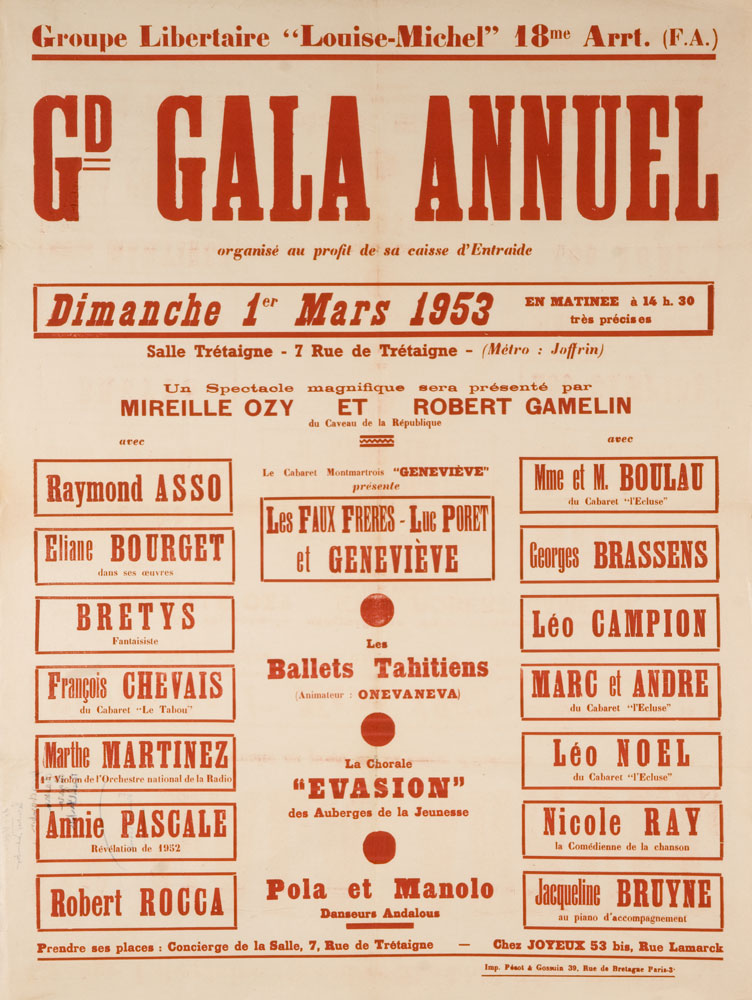 Groupe Libertaire “Louise-Michel” 18me Arrt. (F.A.)
GD GALA ANNUEL
organisé au profit de sa caisse d'Entraide
Dimanche 1er Mars 1953
EN MATINEE à 14 h. 30
très précises
Salle Trétaigne - 7 Rue de Trétaigne - (Métro : Joffrin)
Un Spectacle magnifique sera présenté par
MIREILLE OZY ET ROBERT GAMELIN
du Caveau de la République
avec
Raymond ASSO
Eliane BOURGET
dans ses œuvres
BRETYS
Fantaisiste
François CHEVAIS
du Cabaret “Le Tabou”
Marthe MARTINEZ
1er Violon de l'Orchestre national de la Radio
Annie PASCALE
Révélation de 1952
Robert ROCCA
Le Cabaret Montmartrois “GENEVIÈVE”
présente
Les FAUX FRERES - Luc PORET
et GENEVIÈVE
Les
Ballets Tahitiens
(Animateur : ONEVANEVA)
La Chorale
“EVASION”
des Auberges de la Jeunesse
Pola et Manolo
Danseurs Andalous
avec
Mme et M. BOULAU
du Cabaret “l'Ecluse”
Georges BRASSENS
Léo CAMPION
MARC et ANDRE
du Cabaret “l'Ecluse”
Léo NOEL
du Cabaret “l'Ecluse”
Nicole RAY
la Comédienne de la chanson
Jacqueline BRUYNE
au piano d'accompagnement
Prendre ses places : Concierge de la Salle, 7, Rue de Trétaigne — Chez JOYEUX 53 bis, Rue Lamarck
Imp. Pésot & Gossuin 39, Rue de Bretagne Paris-3e